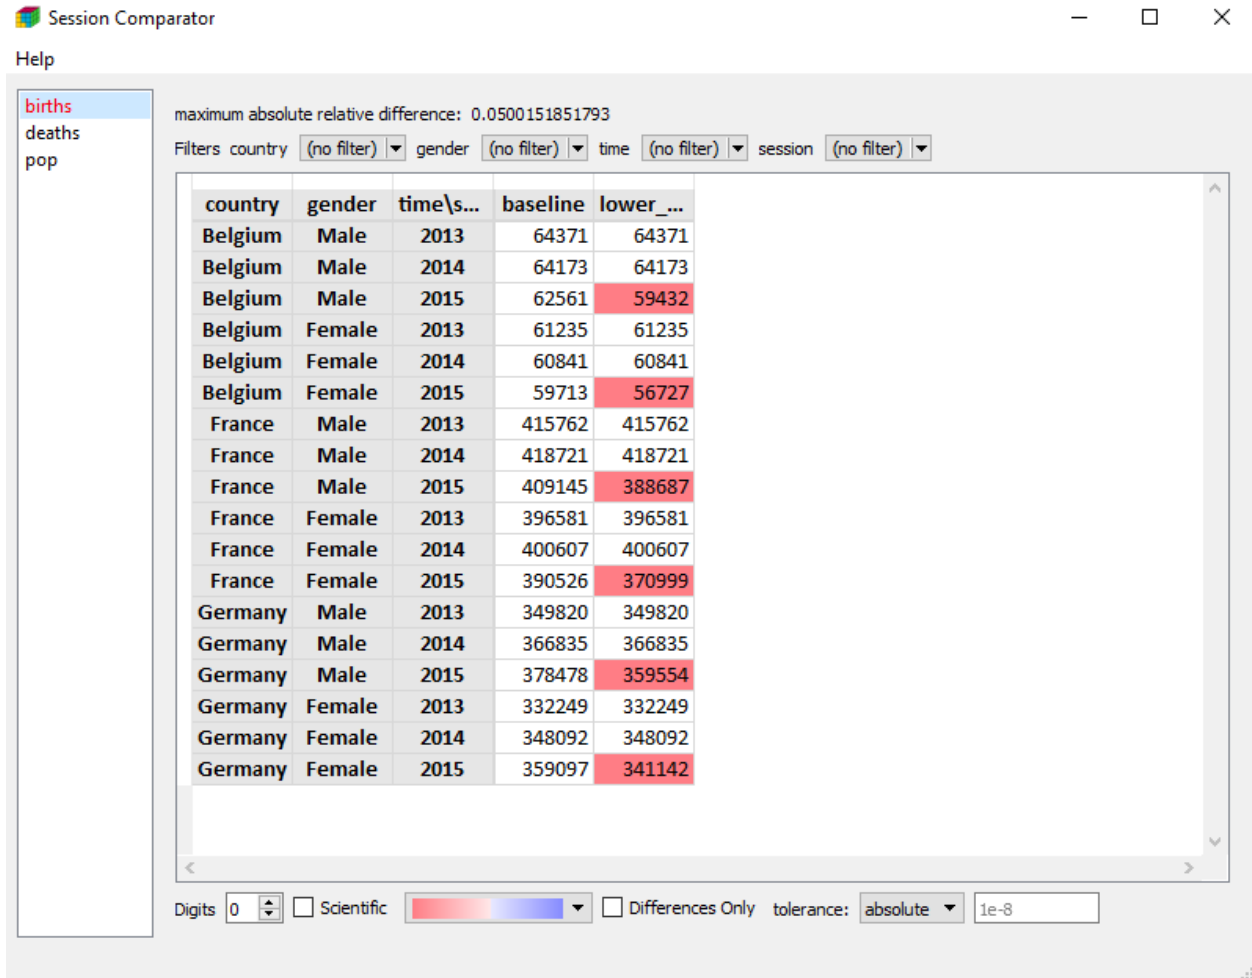 Session Comparator
Help
births
deaths
pop
maximum absolute relative difference: 0.0500151851793
Filters country (no filter) gender (no filter) time (no filter) session (no filter)
country gender time\s... baseline lower_...
Belgium Male 2013 64371 64371
Belgium Male 2014 64173 64173
Belgium Male 2015 62561 59432
Belgium Female 2013 61235 61235
Belgium Female 2014 60841 60841
Belgium Female 2015 59713 56727
France Male 2013 415762 415762
France Male 2014 418721 418721
France Male 2015 409145 388687
France Female 2013 396581 396581
France Female 2014 400607 400607
France Female 2015 390526 370999
Germany Male 2013 349820 349820
Germany Male 2014 366835 366835
Germany Male 2015 378478 359554
Germany Female 2013 332249 332249
Germany Female 2014 348092 348092
Germany Female 2015 359097 341142
Digits 0 Scientific Differences Only tolerance: absolute 1e-8